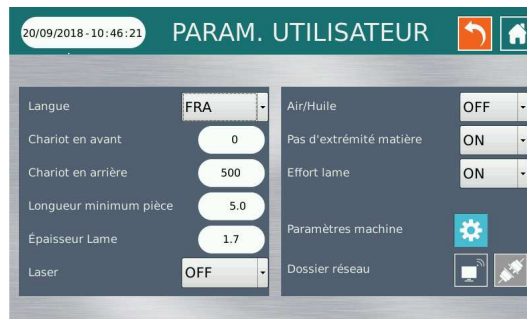 20/09/2018 - 10:46:21
PARAM. UTILISATEUR
Langue
FRA
Chariot en avant
0
Chariot en arrière
500
Longueur minimum pièce
5.0
Épaisseur Lame
1.7
Laser
OFF
Air/Huile
OFF
Pas d'extrémité matière
ON
Effort lame
ON
Paramètres machine
Dossier réseau